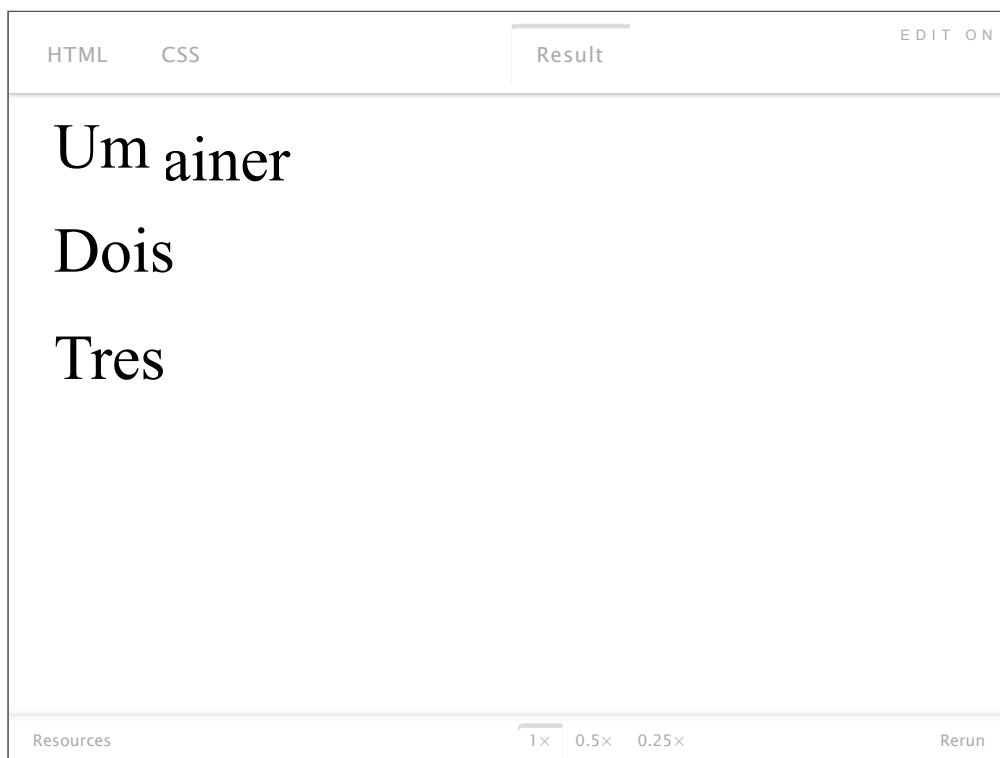 HTML CSS Result EDIT ON
Um ainer
Dois
Tres
Resources 1× 0.5× 0.25× Rerun